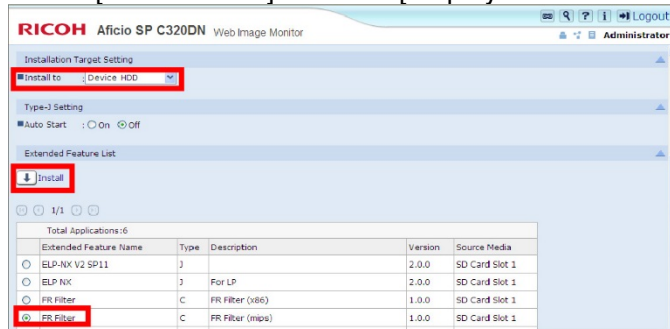 RICOH Aficio SP C320DN Web Image Monitor
Logout
Administrator
Installation Target Setting
Install to : Device HDD
Type-J Setting
Auto Start : On Off
Extended Feature List
Install
1/1
Total Applications:6
Extended Feature Name Type Description Version Source Media
ELP-NX V2 SP11 J 2.0.0 SD Card Slot 1
ELP NX J For LP 2.0.0 SD Card Slot 1
FR Filter C FR Filter (x86) 1.0.0 SD Card Slot 1
FR Filter C FR Filter (mips) 1.0.0 SD Card Slot 1